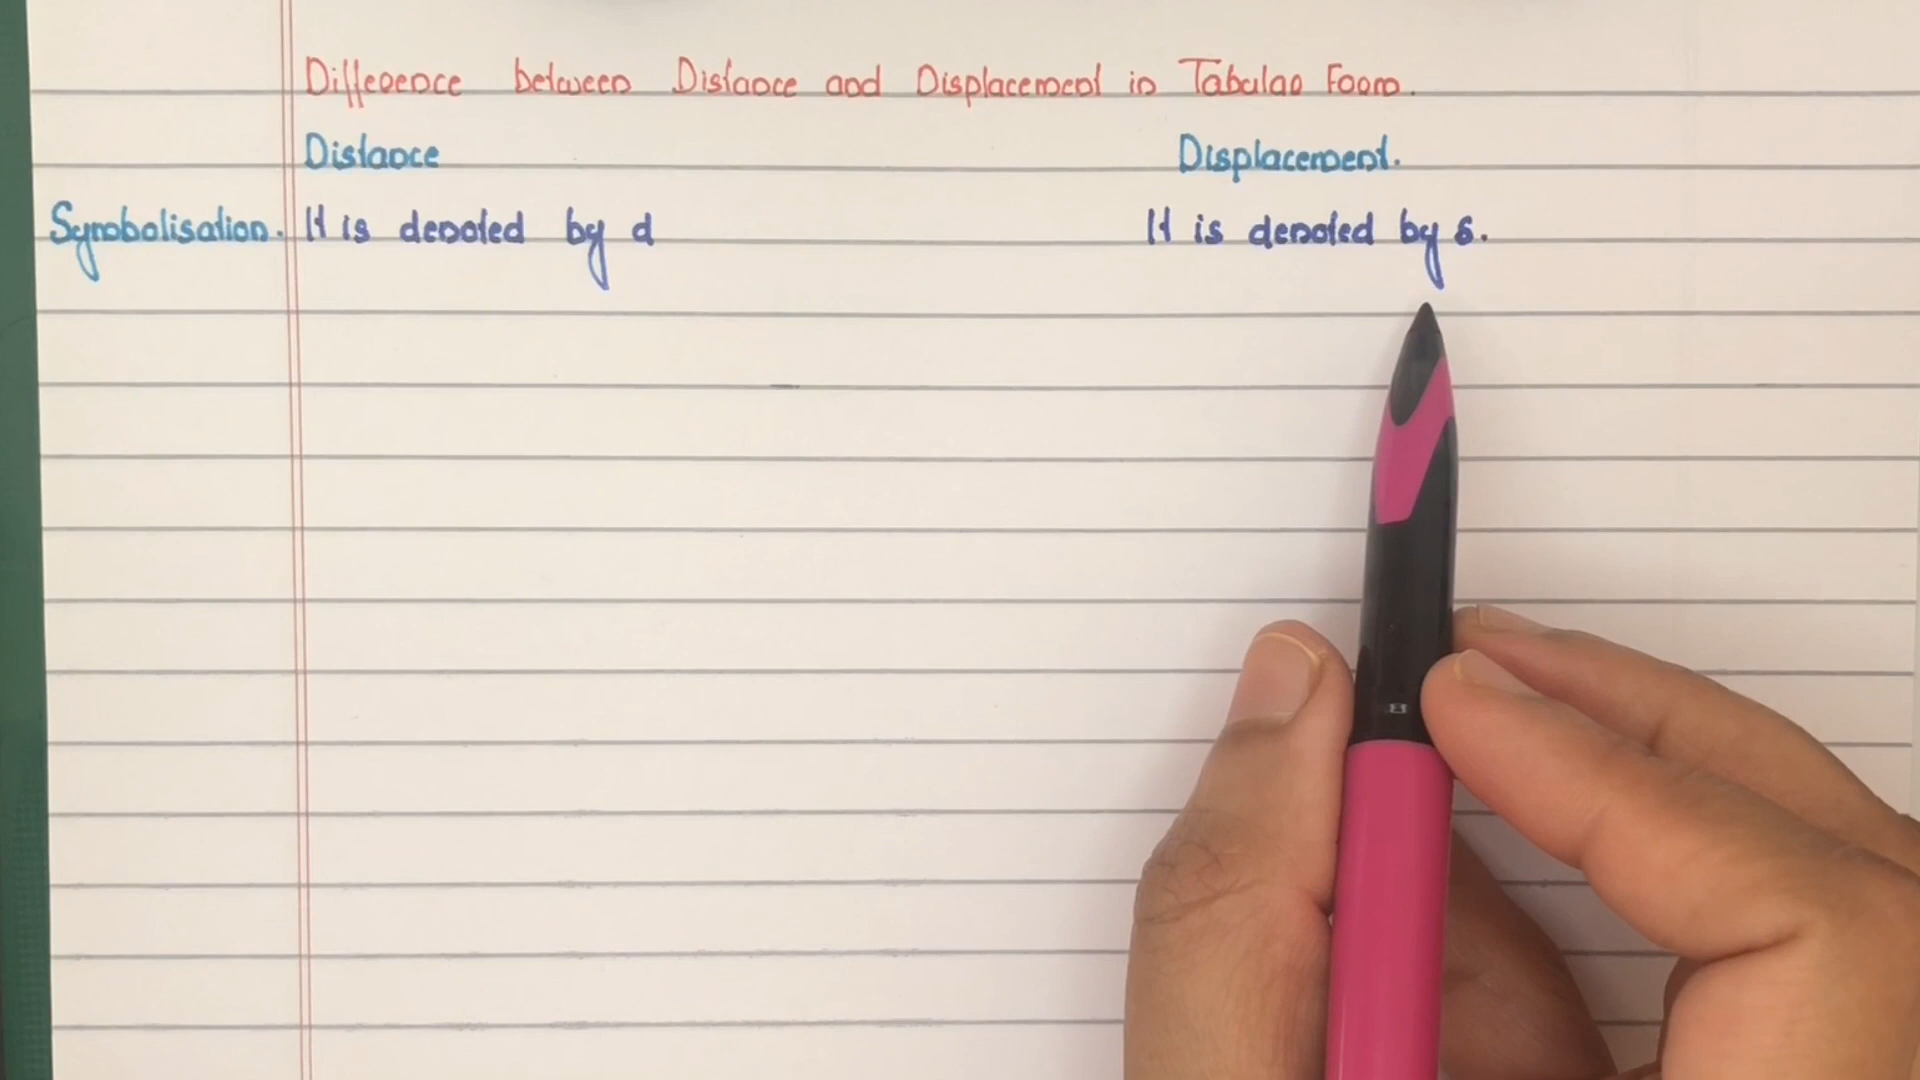 Difference between Distance and Displacement in Tabular Form.
Distance Displacement.
Symbolisation. It is denoted by d It is denoted by s.